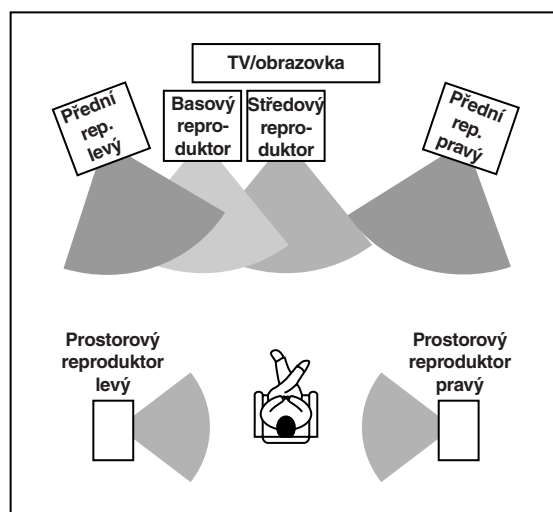 TV/obrazovka
Přední
rep.
levý
Basový
repro-
duktor
Středový
repro-
duktor
Přední
rep.
pravý
Prostorový
reproduktor
levý
Prostorový
reproduktor
pravý